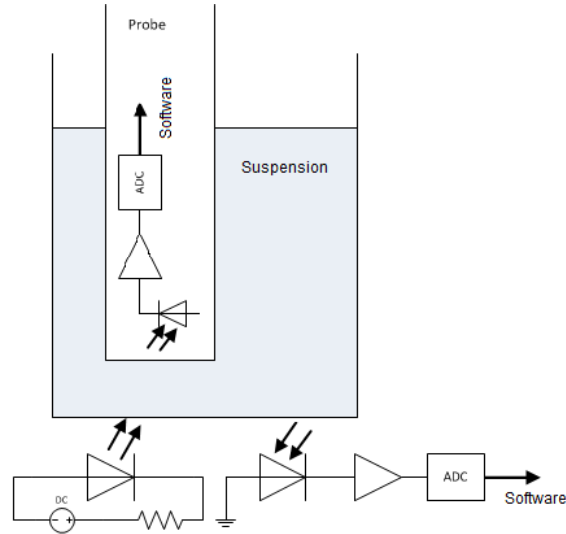 Probe
Software
ADC
Suspension
DC
- +
ADC
Software